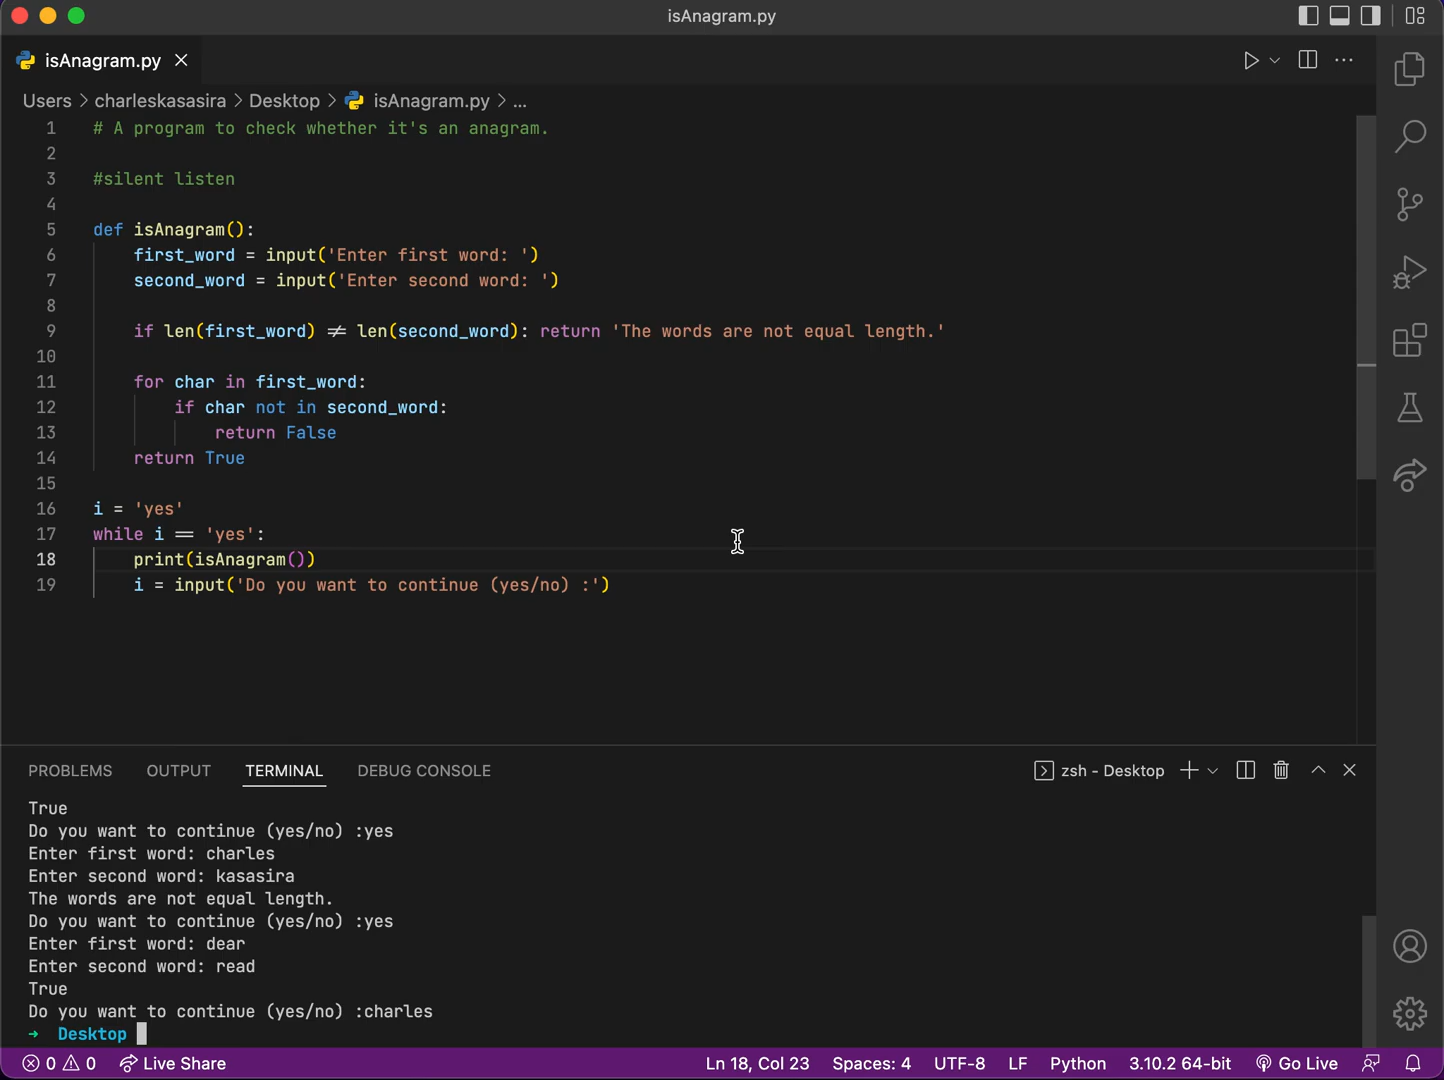 isAnagram.py
isAnagram.py
Users > charleskasasira > Desktop > isAnagram.py > ...
1 # A program to check whether it's an anagram.
2
3 #silent listen
4
5 def isAnagram():
6 first_word = input('Enter first word: ')
7 second_word = input('Enter second word: ')
8
9 if len(first_word) ≠ len(second_word): return 'The words are not equal length.'
10
11 for char in first_word:
12 if char not in second_word:
13 return False
14 return True
15
16 i = 'yes'
17 while i == 'yes':
18 print(isAnagram())
19 i = input('Do you want to continue (yes/no) :')
PROBLEMS OUTPUT TERMINAL DEBUG CONSOLE zsh - Desktop
True
Do you want to continue (yes/no) :yes
Enter first word: charles
Enter second word: kasasira
The words are not equal length.
Do you want to continue (yes/no) :yes
Enter first word: dear
Enter second word: read
True
Do you want to continue (yes/no) :charles
→ Desktop
0 0 Live Share Ln 18, Col 23 Spaces: 4 UTF-8 LF Python 3.10.2 64-bit Go Live